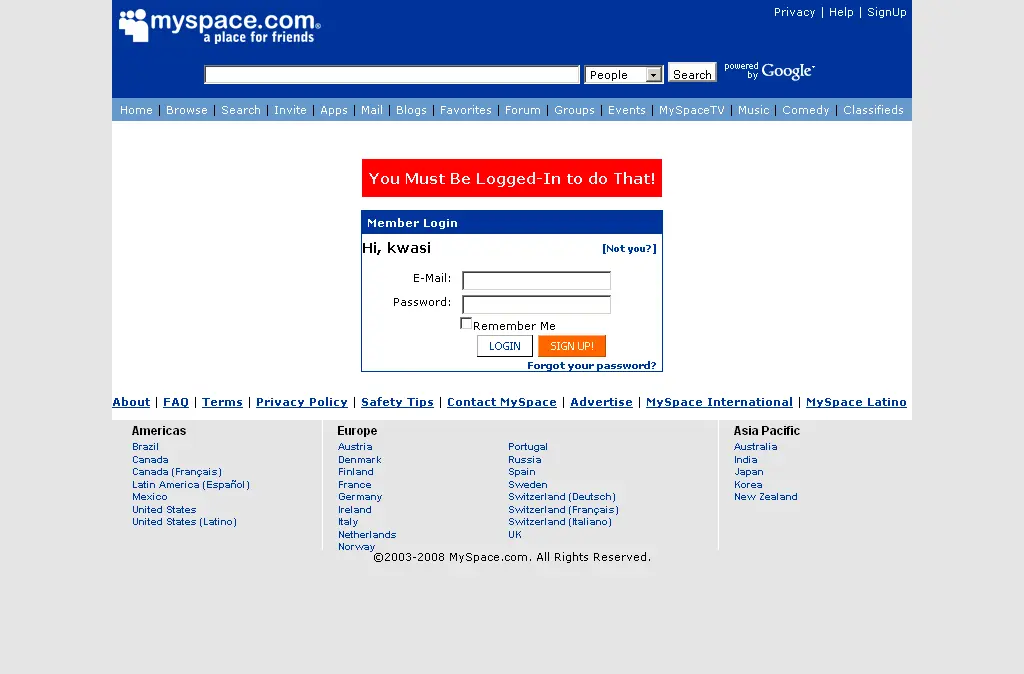 Privacy | Help | SignUp
myspace.com®
a place for friends
People Search powered by Google
Home | Browse | Search | Invite | Apps | Mail | Blogs | Favorites | Forum | Groups | Events | MySpaceTV | Music | Comedy | Classifieds
You Must Be Logged-In to do That!
Member Login
Hi, kwasi [Not you?]
E-Mail:
Password:
Remember Me
LOGIN SIGN UP!
Forgot your password?
About | FAQ | Terms | Privacy Policy | Safety Tips | Contact MySpace | Advertise | MySpace International | MySpace Latino
Americas
Brazil
Canada
Canada (Français)
Latin America (Español)
Mexico
United States
United States (Latino)
Europe
Austria
Denmark
Finland
France
Germany
Ireland
Italy
Netherlands
Norway
Portugal
Russia
Spain
Sweden
Switzerland (Deutsch)
Switzerland (Français)
Switzerland (Italiano)
UK
Asia Pacific
Australia
India
Japan
Korea
New Zealand
©2003-2008 MySpace.com. All Rights Reserved.